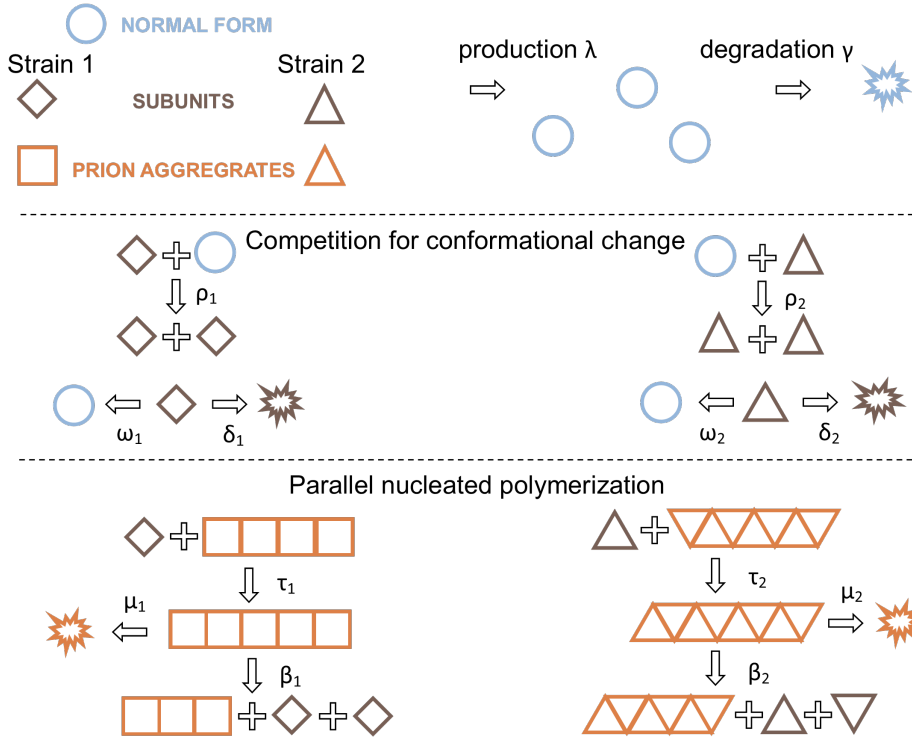 NORMAL FORM
Strain 1
Strain 2
SUBUNITS
PRION AGGREGRATES
production λ
degradation γ
Competition for conformational change
ρ1
ρ2
ω1
δ1
ω2
δ2
Parallel nucleated polymerization
τ1
τ2
μ1
μ2
β1
β2